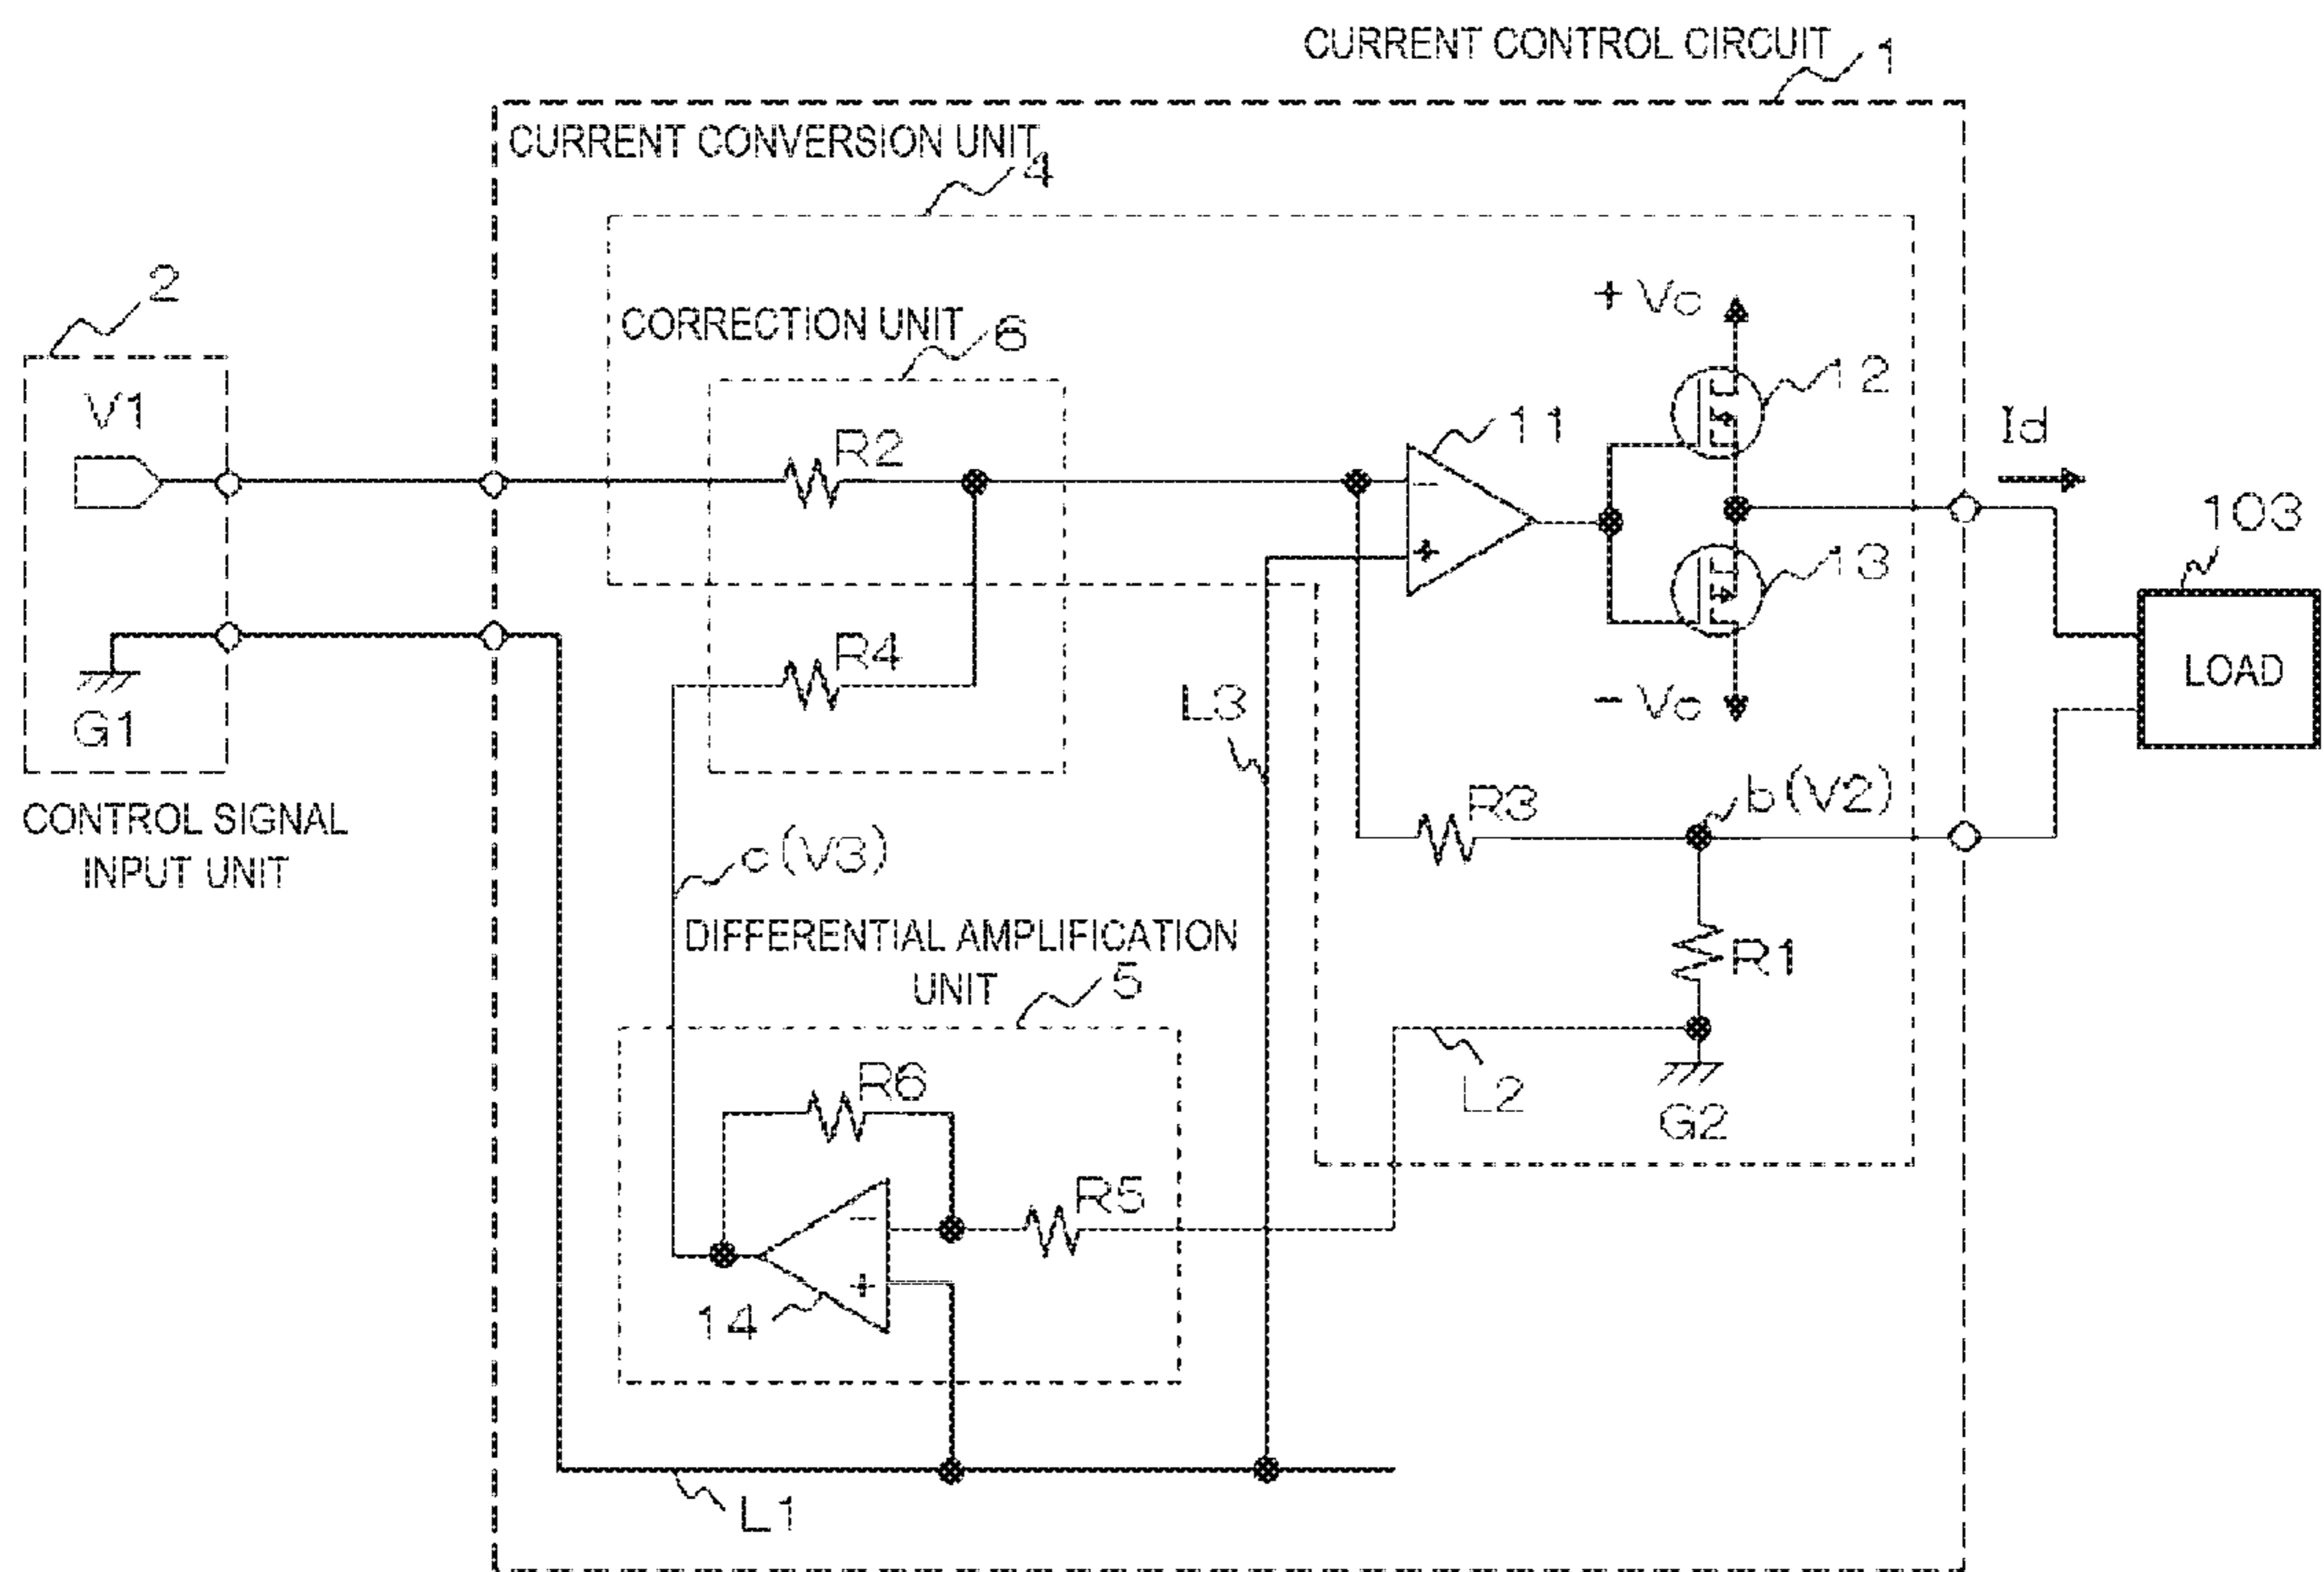 CURRENT CONTROL CIRCUIT
1
CURRENT CONVERSION UNIT
4
2
CORRECTION UNIT
6
+ Vc
12
V1
R2
11
Id
103
13
R4
G1
L3
- Vc
LOAD
CONTROL SIGNAL
INPUT UNIT
R3
b(V2)
c(V3)
DIFFERENTIAL AMPLIFICATION
UNIT
5
R1
R6
L2
G2
R5
14
L1
-
+
-
+